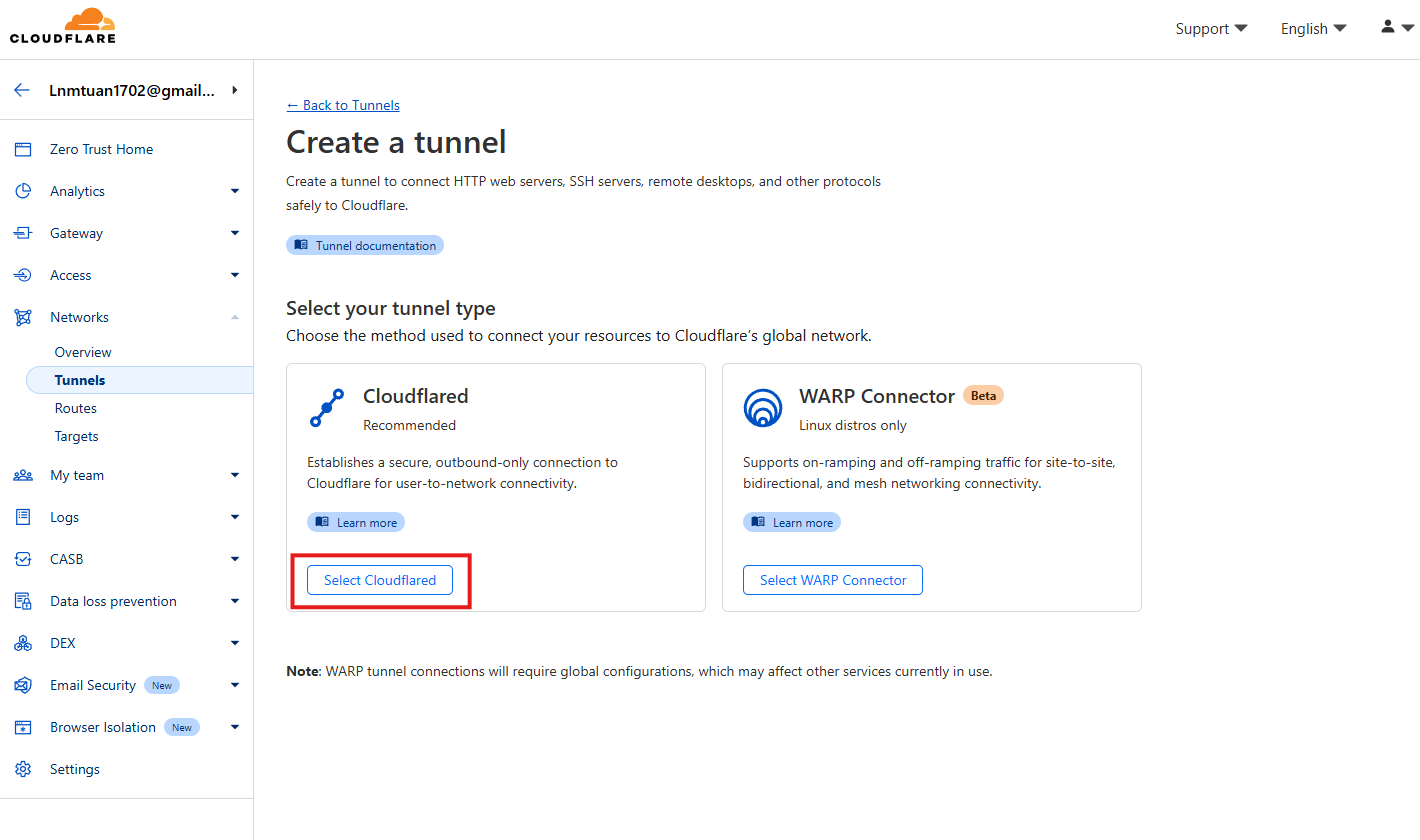 CLOUDFLARE
Support
English
Lnmtuan1702@gmail...
Zero Trust Home
Analytics
Gateway
Access
Networks
Overview
Tunnels
Routes
Targets
My team
Logs
CASB
Data loss prevention
DEX
Email Security New
Browser Isolation New
Settings
← Back to Tunnels
Create a tunnel
Create a tunnel to connect HTTP web servers, SSH servers, remote desktops, and other protocols
safely to Cloudflare.
Tunnel documentation
Select your tunnel type
Choose the method used to connect your resources to Cloudflare’s global network.
Cloudflared
Recommended
Establishes a secure, outbound-only connection to
Cloudflare for user-to-network connectivity.
Learn more
Select Cloudflared
WARP Connector Beta
Linux distros only
Supports on-ramping and off-ramping traffic for site-to-site,
bidirectional, and mesh networking connectivity.
Learn more
Select WARP Connector
Note: WARP tunnel connections will require global configurations, which may affect other services currently in use.